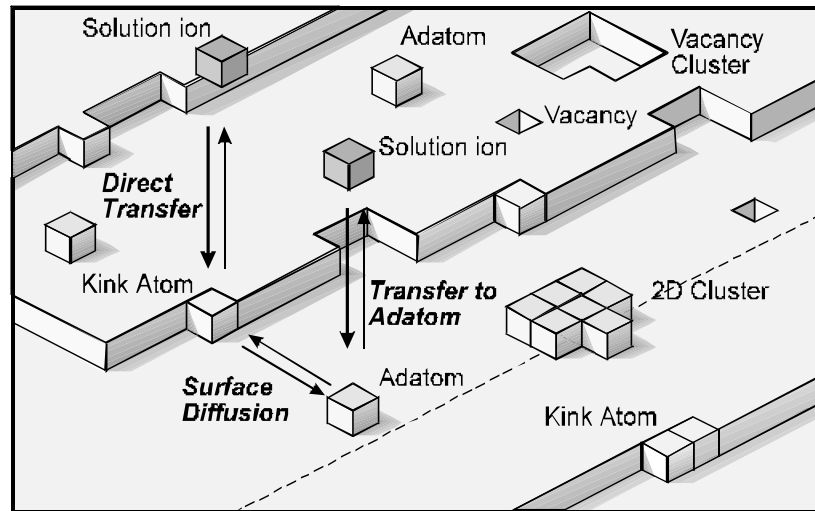 Solution ion
Adatom
Vacancy
Cluster
Vacancy
Solution ion
Direct
Transfer
Kink Atom
Transfer to
Adatom
2D Cluster
Surface
Diffusion
Adatom
Kink Atom